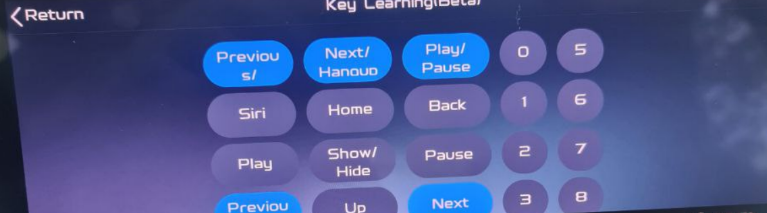 Return
Key Learning(Beta)
Previou
s/
Next/
Hangup
Play/
Pause
0
5
Siri
Home
Back
1
6
Play
Show/
Hide
Pause
2
7
Previou
Up
Next
3
8